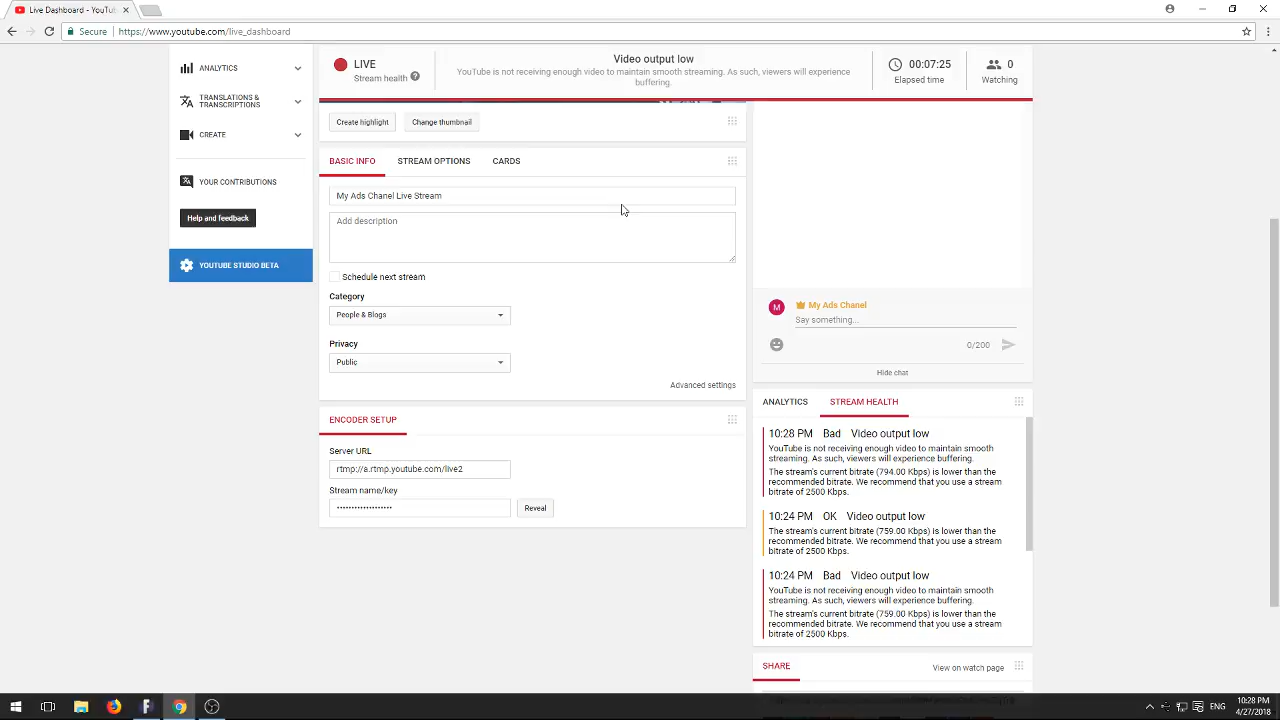 Live Dashboard - YouTub
Secure
https://www.youtube.com/live_dashboard
ANALYTICS
TRANSLATIONS &
TRANSCRIPTIONS
CREATE
YOUR CONTRIBUTIONS
Help and feedback
YOUTUBE STUDIO BETA
LIVE
Stream health
Video output low
YouTube is not receiving enough video to maintain smooth streaming. As such, viewers will experience
buffering.
00:07:25
Elapsed time
0
Watching
Create highlight
Change thumbnail
BASIC INFO
STREAM OPTIONS
CARDS
My Ads Chanel Live Stream
Add description
Schedule next stream
Category
People & Blogs
Privacy
Public
Advanced settings
ENCODER SETUP
Server URL
rtmp://a.rtmp.youtube.com/live2
Stream name/key
••••••••••••••••••••
Reveal
M
My Ads Chanel
Say something...
0/200
Hide chat
ANALYTICS
STREAM HEALTH
10:28 PM Bad Video output low
YouTube is not receiving enough video to maintain smooth
streaming. As such, viewers will experience buffering.
The stream's current bitrate (794.00 Kbps) is lower than the
recommended bitrate. We recommend that you use a stream
bitrate of 2500 Kbps.
10:24 PM OK Video output low
The stream's current bitrate (759.00 Kbps) is lower than the
recommended bitrate. We recommend that you use a stream
bitrate of 2500 Kbps.
10:24 PM Bad Video output low
YouTube is not receiving enough video to maintain smooth
streaming. As such, viewers will experience buffering.
The stream's current bitrate (759.00 Kbps) is lower than the
recommended bitrate. We recommend that you use a stream
bitrate of 2500 Kbps.
SHARE
View on watch page
ENG
10:28 PM
4/27/2018